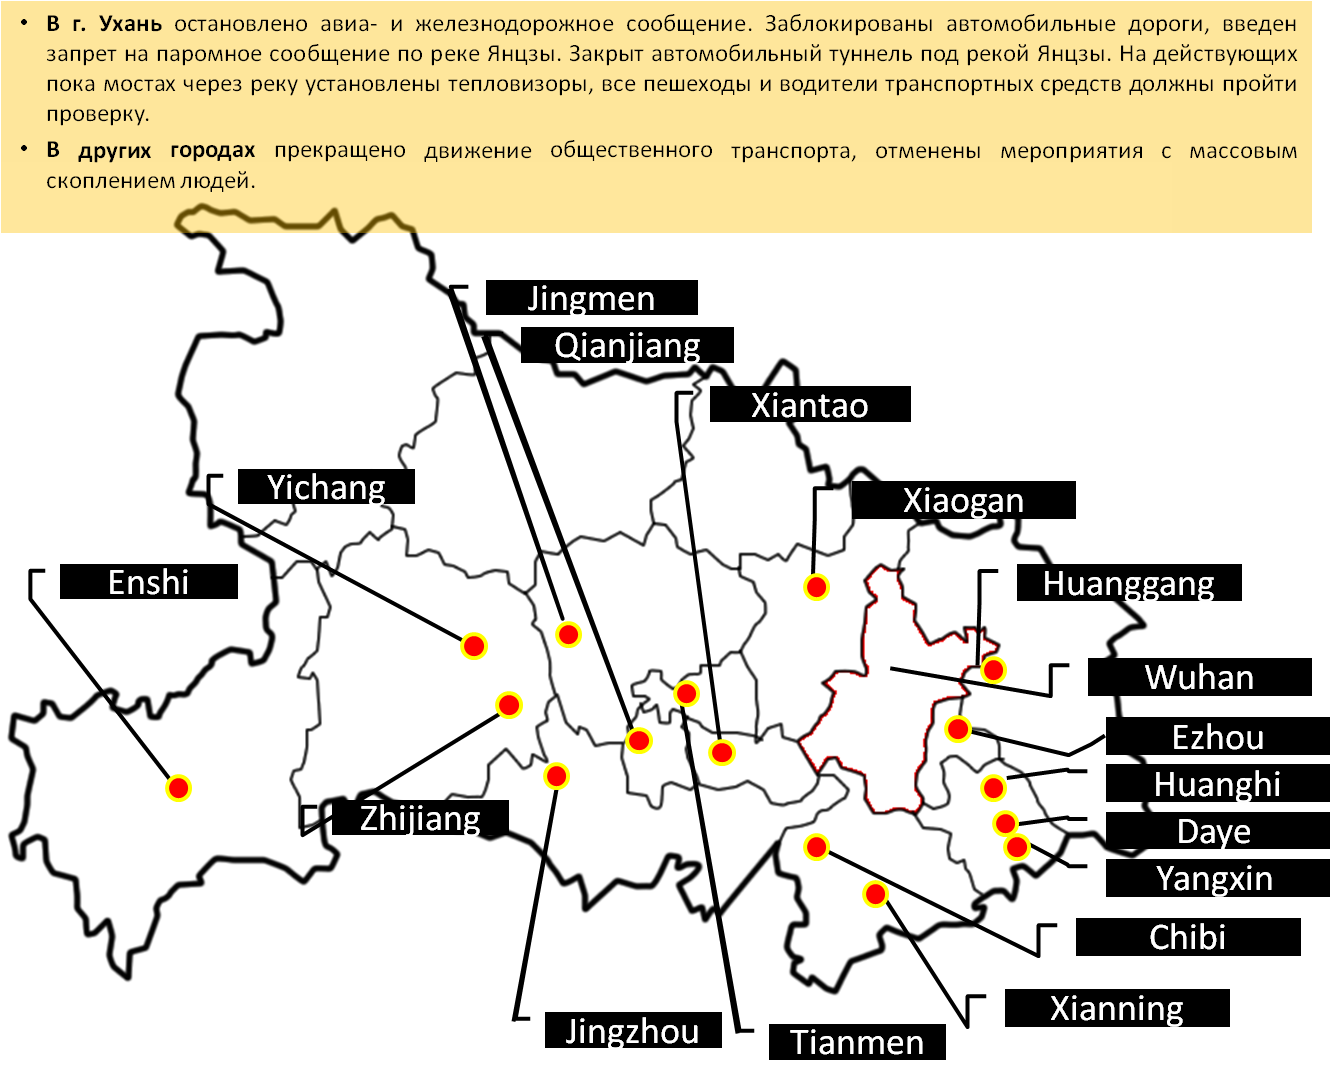 • В г. Ухань остановлено авиа- и железнодорожное сообщение. Заблокированы автомобильные дороги, введен
запрет на паромное сообщение по реке Янцзы. Закрыт автомобильный туннель под рекой Янцзы. На действующих
пока мостах через реку установлены тепловизоры, все пешеходы и водители транспортных средств должны пройти
проверку.
• В других городах прекращено движение общественного транспорта, отменены мероприятия с массовым
скоплением людей.
Jingmen
Qianjiang
Xiantao
Yichang
Xiaogan
Enshi
Huanggang
Wuhan
Ezhou
Huanghi
Zhijiang
Daye
Yangxin
Chibi
Xianning
Jingzhou
Tianmen